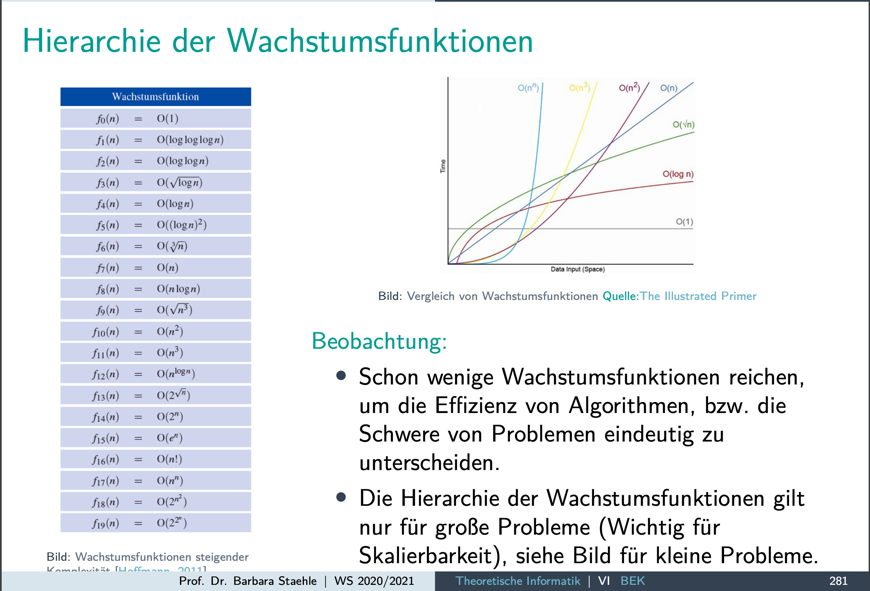 Hierarchie der Wachstumsfunktionen
Wachstumsfunktion
f₀(n) = O(1)
f₁(n) = O(log log log n)
f₂(n) = O(log log n)
f₃(n) = O(√log n)
f₄(n) = O(log n)
f₅(n) = O((log n)²)
f₆(n) = O(∛n)
f₇(n) = O(n)
f₈(n) = O(n log n)
f₉(n) = O(√n³)
f₁₀(n) = O(n²)
f₁₁(n) = O(n³)
f₁₂(n) = O(n^log n)
f₁₃(n) = O(2^√n)
f₁₄(n) = O(2ⁿ)
f₁₅(n) = O(eⁿ)
f₁₆(n) = O(n!)
f₁₇(n) = O(nⁿ)
f₁₈(n) = O(2^n²)
f₁₉(n) = O(2^2ⁿ)
Bild: Wachstumsfunktionen steigender
Komplexität [Hoffmann, 2011]
O(nⁿ) O(n³) O(n²) O(n)
O(√n)
O(log n)
O(1)
Time
Data Input (Space)
Bild: Vergleich von Wachstumsfunktionen Quelle:The Illustrated Primer
Beobachtung:
• Schon wenige Wachstumsfunktionen reichen,
um die Effizienz von Algorithmen, bzw. die
Schwere von Problemen eindeutig zu
unterscheiden.
• Die Hierarchie der Wachstumsfunktionen gilt
nur für große Probleme (Wichtig für
Skalierbarkeit), siehe Bild für kleine Probleme.
Prof. Dr. Barbara Staehle | WS 2020/2021 Theoretische Informatik | VI BEK 281